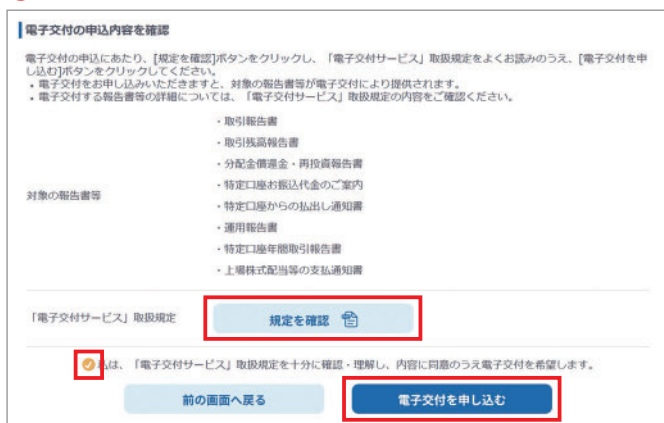 電子交付の申込内容を確認
電子交付の申込にあたり、[規定を確認]ボタンをクリックし、「電子交付サービス」取扱規定をよくお読みのうえ、[電子交付を申
し込む]ボタンをクリックしてください。
・電子交付をお申し込みいただきますと、対象の報告書等が電子交付により提供されます。
・電子交付する報告書等の詳細については、「電子交付サービス」取扱規定の内容をご確認ください。
対象の報告書等
・取引報告書
・取引残高報告書
・分配金償還金・再投資報告書
・特定口座お振込代金のご案内
・特定口座からの払出し通知書
・運用報告書
・特定口座年間取引報告書
・上場株式配当等の支払通知書
「電子交付サービス」取扱規定
規定を確認
私は、「電子交付サービス」取扱規定を十分に確認・理解し、内容に同意のうえ電子交付を希望します。
前の画面へ戻る
電子交付を申し込む